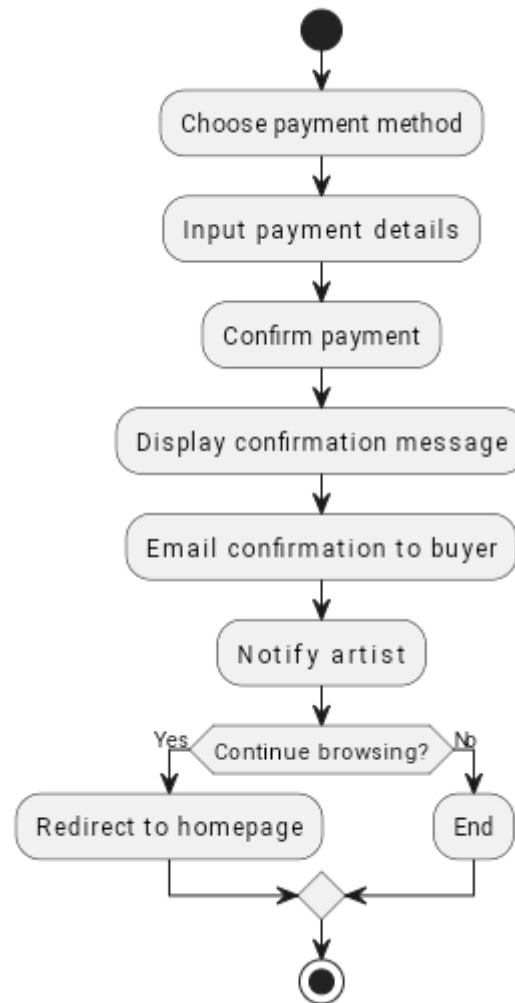 Choose payment method
Input payment details
Confirm payment
Display confirmation message
Email confirmation to buyer
Notify artist
Yes
Continue browsing?
No
Redirect to homepage
End